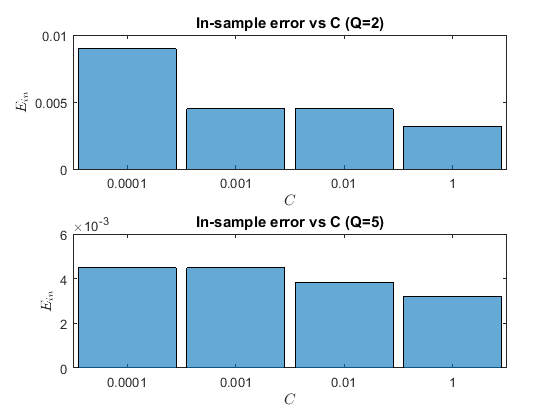 In-sample error vs C (Q=2)
0.01
0.005
0
E_in
0.0001 0.001 0.01 1
C
In-sample error vs C (Q=5)
×10^-3
6
4
2
0
E_in
0.0001 0.001 0.01 1
C